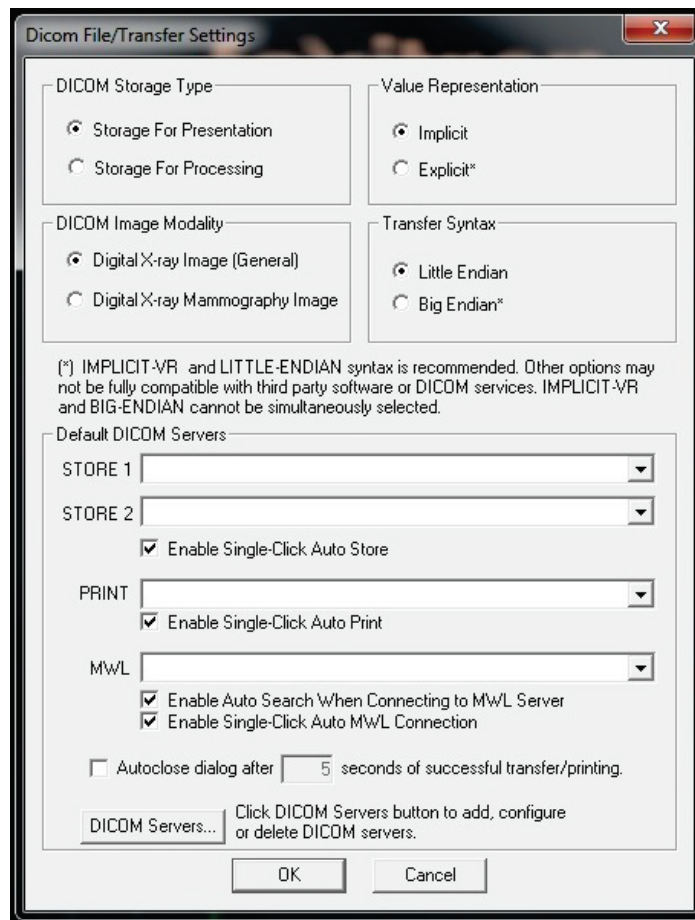 Dicom File/Transfer Settings
DICOM Storage Type
Storage For Presentation
Storage For Processing
Value Representation
Implicit
Explicit*
DICOM Image Modality
Digital X-ray Image (General)
Digital X-ray Mammography Image
Transfer Syntax
Little Endian
Big Endian*
(*) IMPLICIT-VR and LITTLE-ENDIAN syntax is recommended. Other options may
not be fully compatible with third party software or DICOM services. IMPLICIT-VR
and BIG-ENDIAN cannot be simultaneously selected.
Default DICOM Servers
STORE 1
STORE 2
Enable Single-Click Auto Store
PRINT
Enable Single-Click Auto Print
MWL
Enable Auto Search When Connecting to MWL Server
Enable Single-Click Auto MWL Connection
Autoclose dialog after 5 seconds of successful transfer/printing.
DICOM Servers...
Click DICOM Servers button to add, configure
or delete DICOM servers.
OK
Cancel